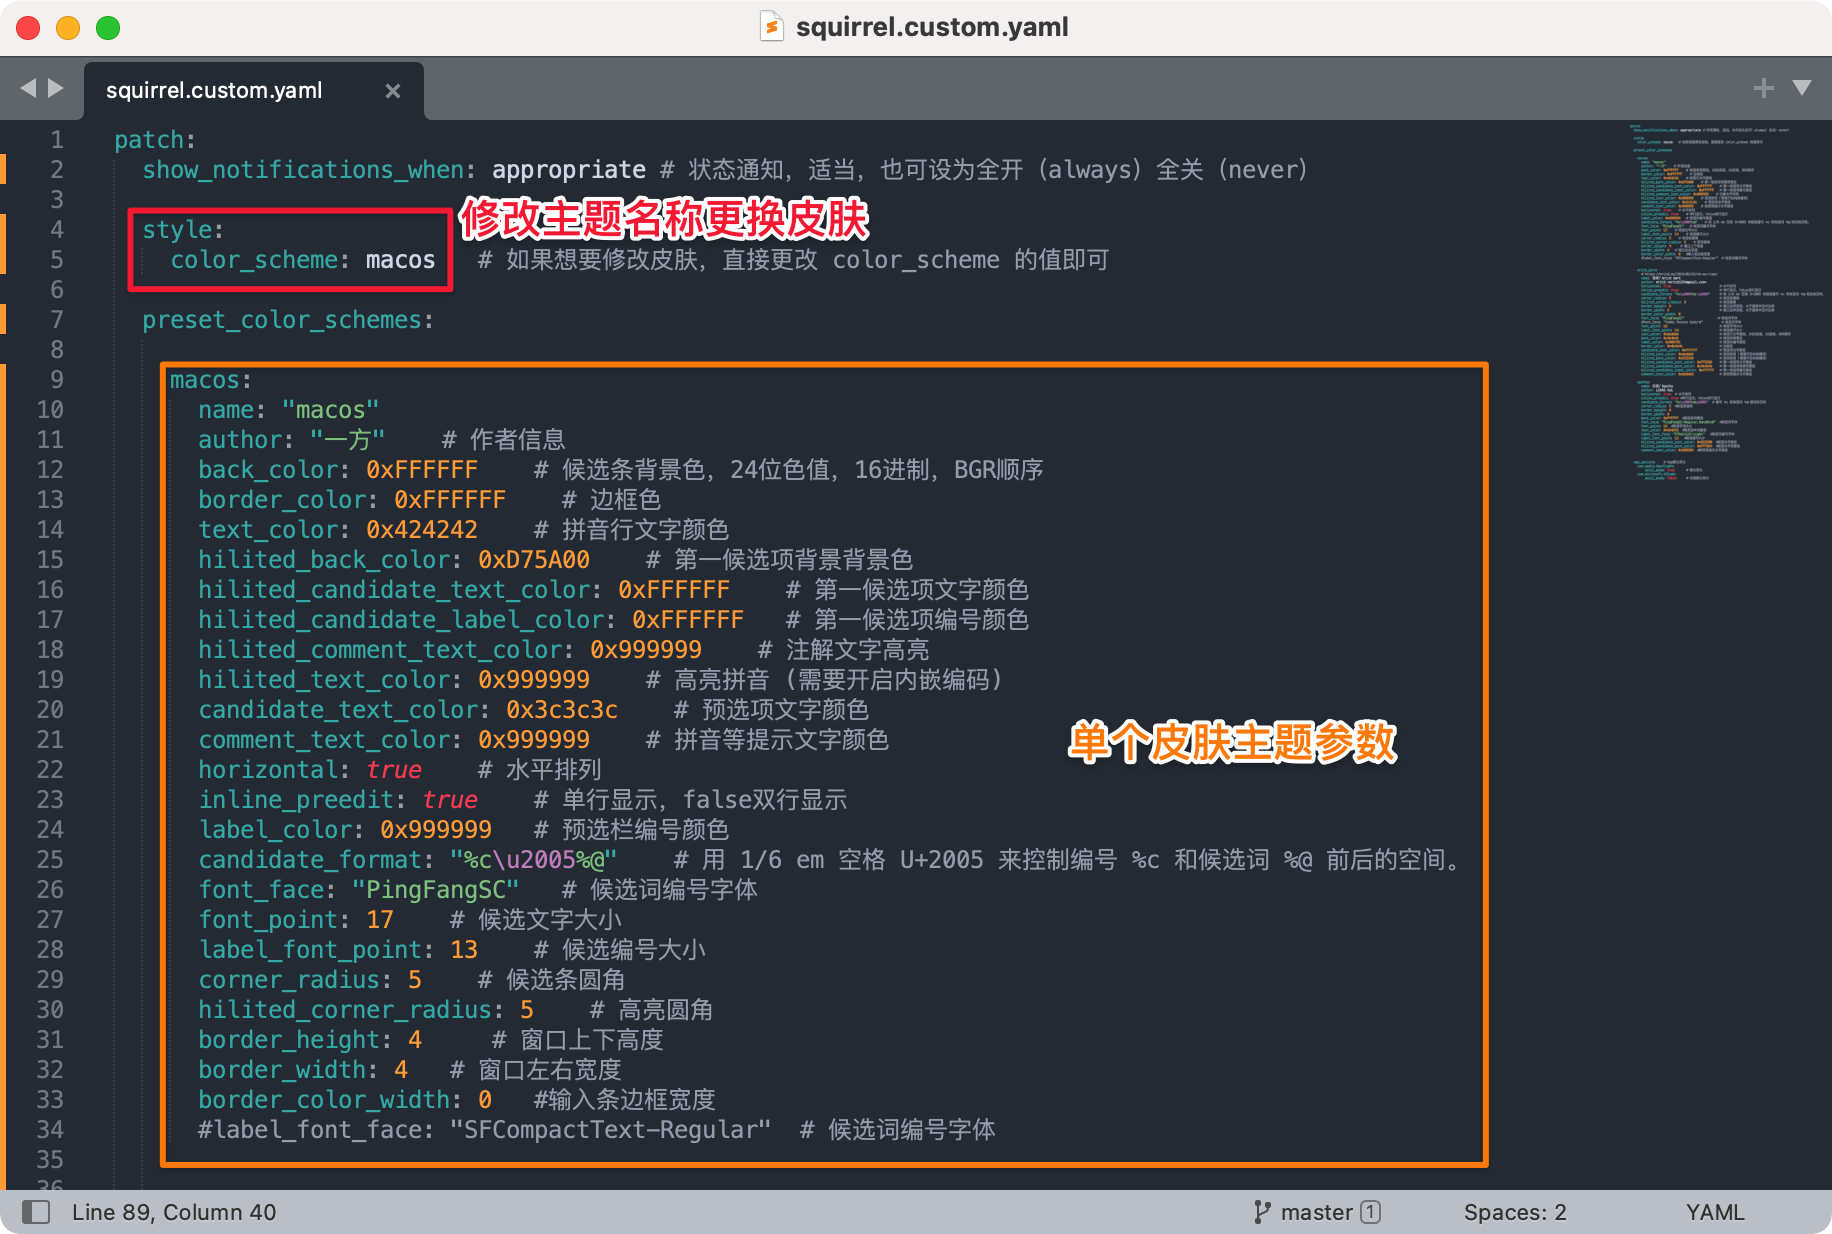 squirrel.custom.yaml
squirrel.custom.yaml ×
1 patch:
2 show_notifications_when: appropriate # 状态通知，适当，也可设为全开（always）全关（never）
3
修改主题名称更换皮肤
4 style:
5 color_scheme: macos # 如果想要修改皮肤，直接更改 color_scheme 的值即可
6
7 preset_color_schemes:
8
9 macos:
10 name: "macos"
11 author: "一方" # 作者信息
12 back_color: 0xFFFFFF # 候选条背景色，24位色值，16进制，BGR顺序
13 border_color: 0xFFFFFF # 边框色
14 text_color: 0x424242 # 拼音行文字颜色
15 hilited_back_color: 0xD75A00 # 第一候选项背景背景色
16 hilited_candidate_text_color: 0xFFFFFF # 第一候选项文字颜色
17 hilited_candidate_label_color: 0xFFFFFF # 第一候选项编号颜色
18 hilited_comment_text_color: 0x999999 # 注解文字高亮
19 hilited_text_color: 0x999999 # 高亮拼音 (需要开启内嵌编码)
20 candidate_text_color: 0x3c3c3c # 预选项文字颜色
21 comment_text_color: 0x999999 # 拼音等提示文字颜色
单个皮肤主题参数
22 horizontal: true # 水平排列
23 inline_preedit: true # 单行显示，false双行显示
24 label_color: 0x999999 # 预选栏编号颜色
25 candidate_format: "%c\u2005%@" # 用 1/6 em 空格 U+2005 来控制编号 %c 和候选词 %@ 前后的空间。
26 font_face: "PingFangSC" # 候选词编号字体
27 font_point: 17 # 候选文字大小
28 label_font_point: 13 # 候选编号大小
29 corner_radius: 5 # 候选条圆角
30 hilited_corner_radius: 5 # 高亮圆角
31 border_height: 4 # 窗口上下高度
32 border_width: 4 # 窗口左右宽度
33 border_color_width: 0 #输入条边框宽度
34 #label_font_face: "SFCompactText-Regular" # 候选词编号字体
35
36
Line 89, Column 40 master 1 Spaces: 2 YAML